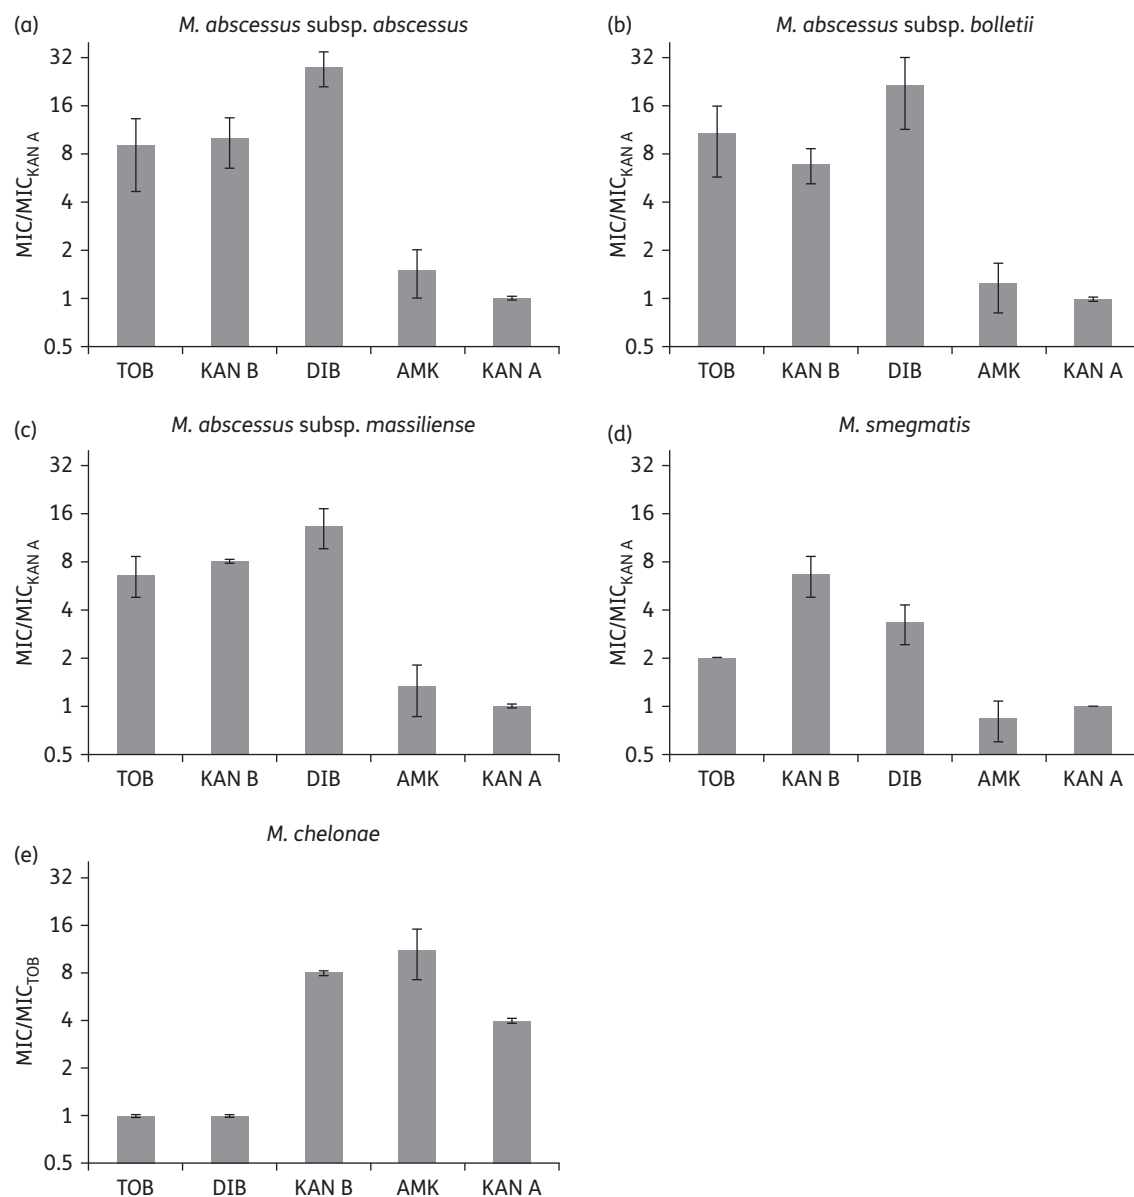 (a)
M. abscessus subsp. abscessus
MIC/MICKAN A
32
16
8
4
2
1
0.5
TOB KAN B DIB AMK KAN A
(b)
M. abscessus subsp. bolletii
MIC/MICKAN A
32
16
8
4
2
1
0.5
TOB KAN B DIB AMK KAN A
(c)
M. abscessus subsp. massiliense
MIC/MICKAN A
32
16
8
4
2
1
0.5
TOB KAN B DIB AMK KAN A
(d)
M. smegmatis
MIC/MICKAN A
32
16
8
4
2
1
0.5
TOB KAN B DIB AMK KAN A
(e)
M. chelonae
MIC/MICTOB
32
16
8
4
2
1
0.5
TOB DIB KAN B AMK KAN A